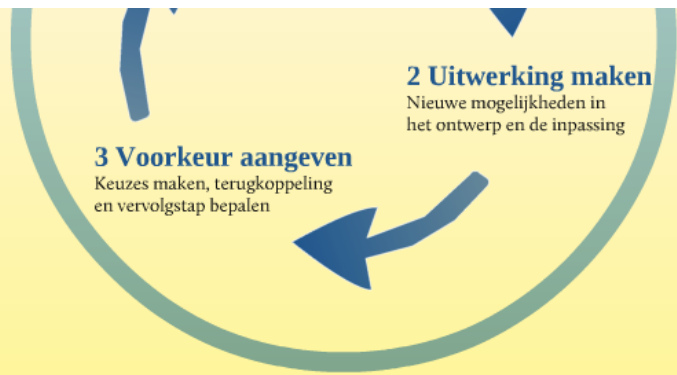 2 Uitwerking maken
Nieuwe mogelijkheden in
het ontwerp en de inpassing
3 Voorkeur aangeven
Keuzes maken, terugkoppeling
en vervolgstap bepalen